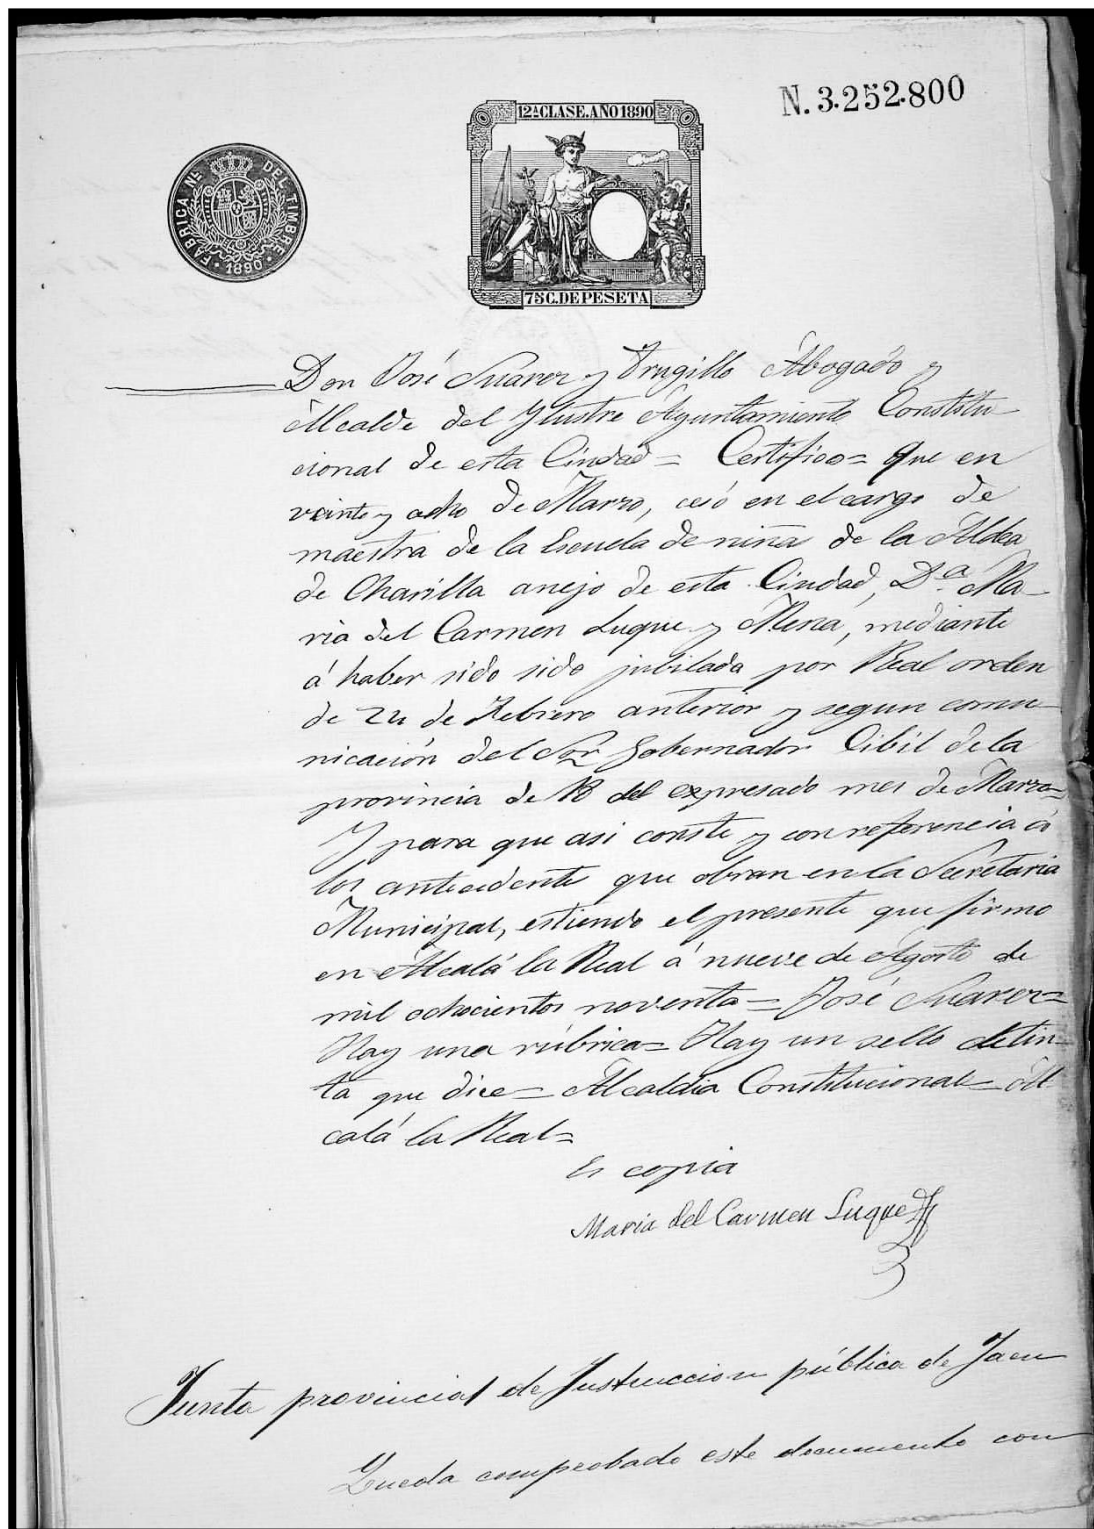 N. 3.252.800
12ª CLASE. AÑO 1890
FABRICA Nᴸ DEL TIMBRE
· 1890 ·
75 C. DE PESETA
Don José Suarez y Trugillo Abogado y
Alcalde del Ylustre Ayuntamiento Constitu-
cional de esta Ciudad = Certifico = que en
veinte y ocho de Marzo, cesó en el cargo de
maestra de la Escuela de niñas de la Aldea
de Charilla anejo de esta Ciudad, D.ª Ma-
ria del Carmen Luque y Mena, mediante
á haber sido sido jubilada por Real orden
de 24 de Febrero anterior y segun comu-
nicación del Sor Gobernador Cibil de la
provincia de 18 del expresado mes de Marzo=
Y para que asi conste y con referencia á
los antecedentes que obran en la Secretaria
Municipal, estiendo el presente que firmo
en Alcalá la Real á nueve de Agosto de
mil ochocientos noventa = José Suarez=
Hay una rúbrica= Hay un sello de tin-
ta que dice = Alcaldia Constitucional= Al
calá la Real=
Es copia
Maria del Carmen Luque
Junta provincial de Instruccion pública de Jaen
Queda comprobado este documento con